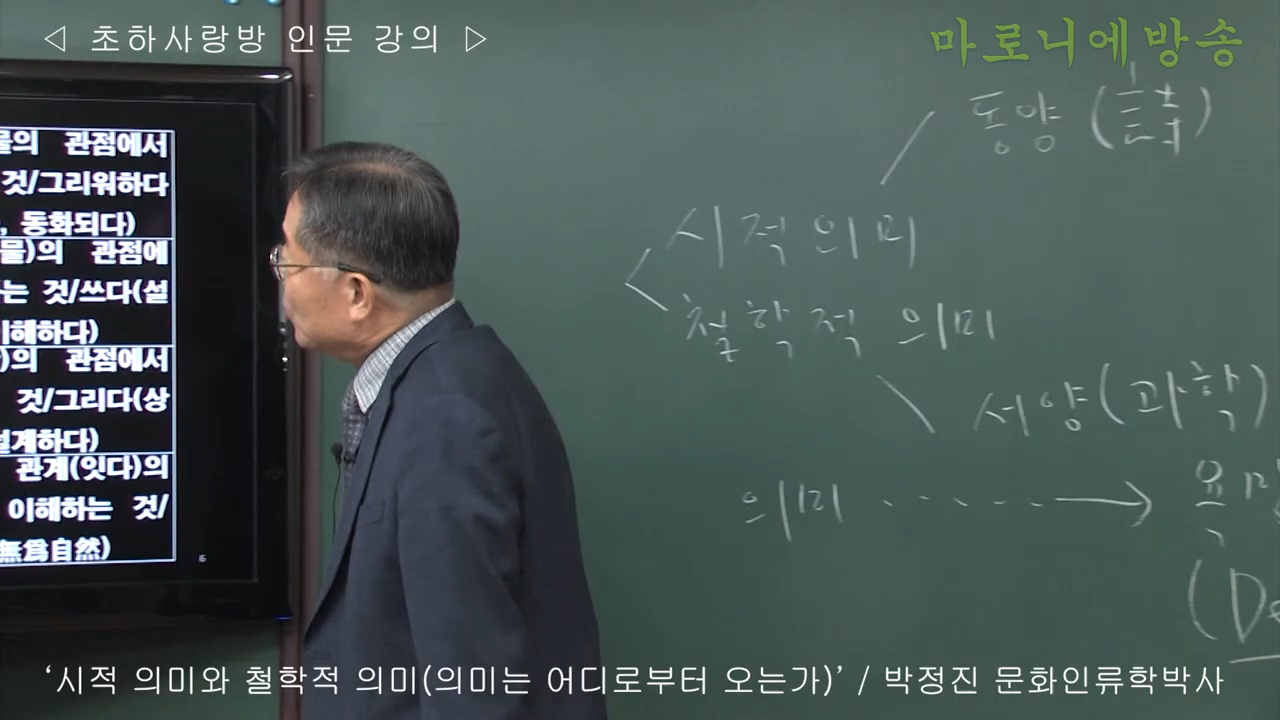 ◁ 초하사랑방 인문 강의 ▷
마로니에방송
물의 관점에서
것/그리워하다
, 동화되다)
물)의 관점에
는 것/쓰다(설
이해하다)
)의 관점에서
것/그리다(상
설계하다)
관계(잇다)의
이해하는 것/
無爲自然)
동양 (詩)
시적 의미
철학적 의미
서양 (과학)
의미 ‥‥→
(De
'시적 의미와 철학적 의미(의미는 어디로부터 오는가)' / 박정진 문화인류학박사